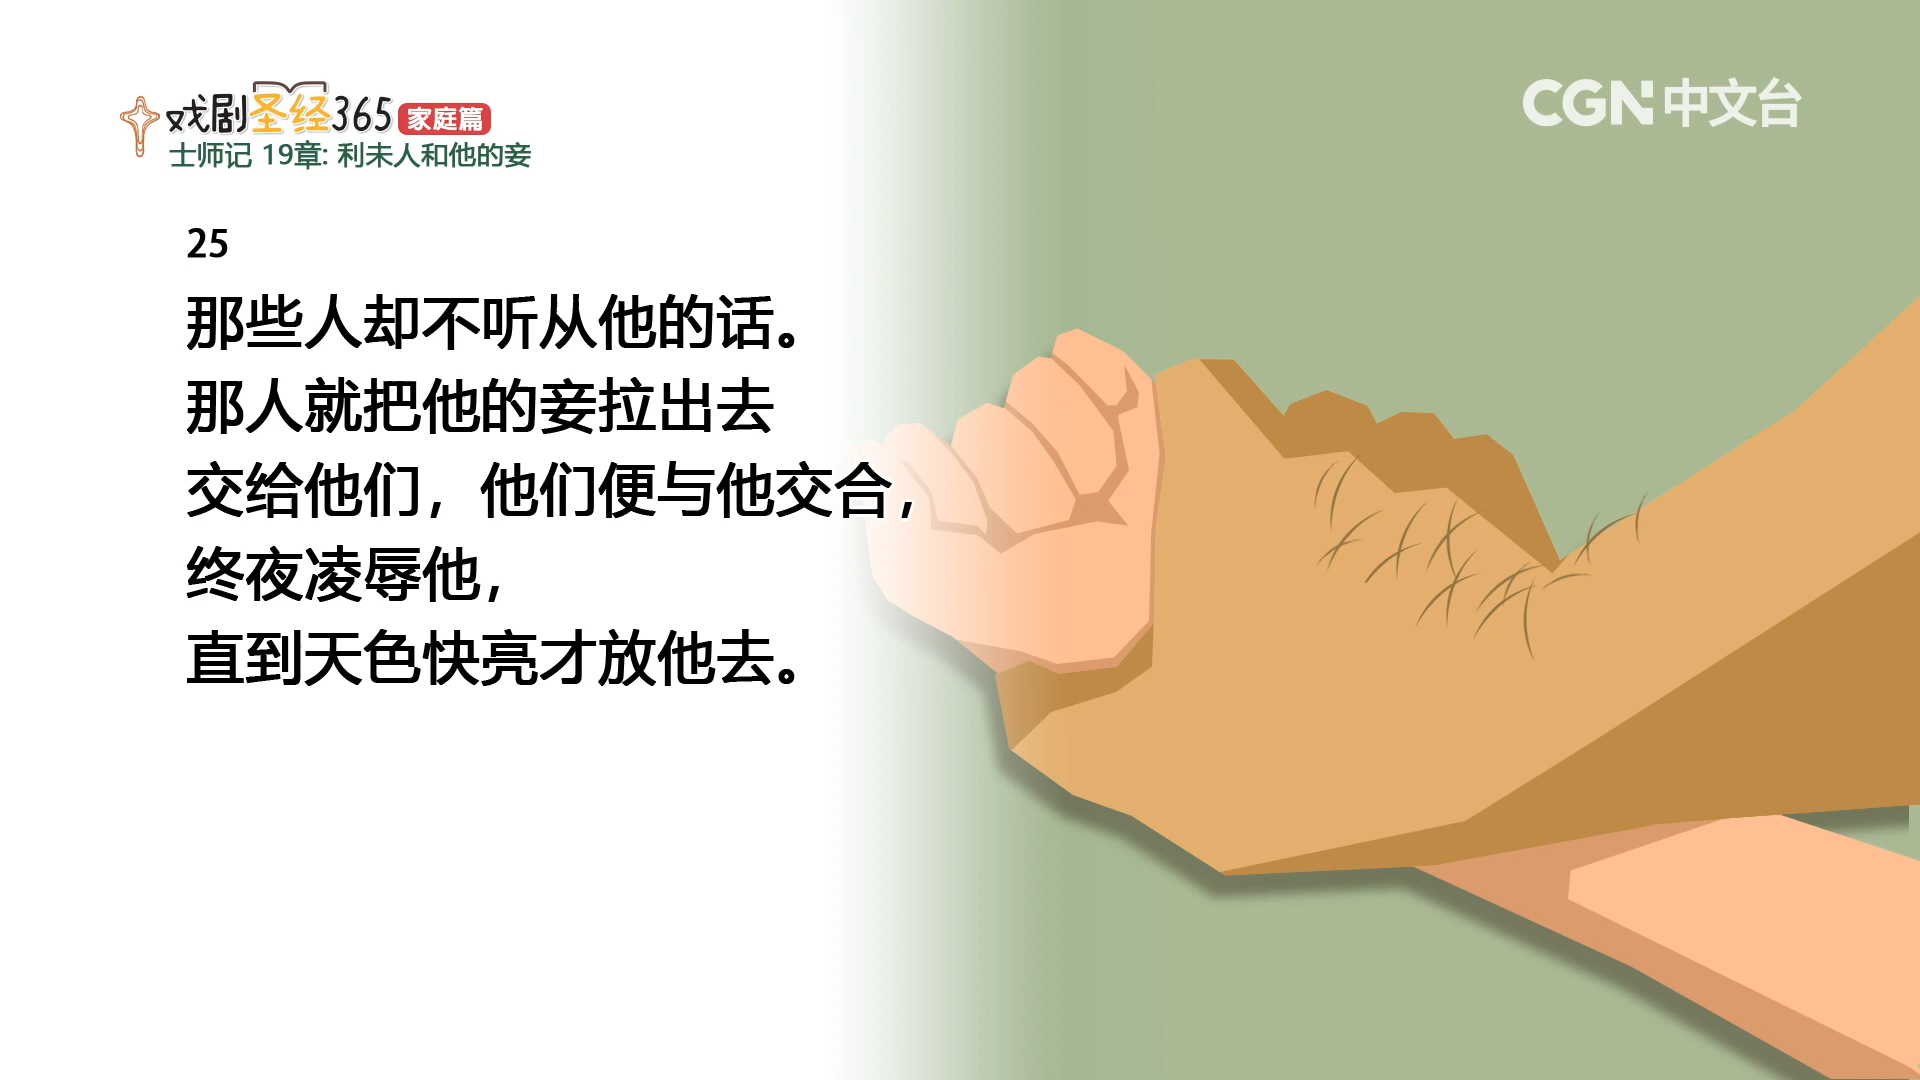 戏剧圣经365 家庭篇
士师记 19章: 利未人和他的妾
CGN 中文台
25
那些人却不听从他的话。
那人就把他的妾拉出去
交给他们，他们便与他交合，
终夜凌辱他，
直到天色快亮才放他去。